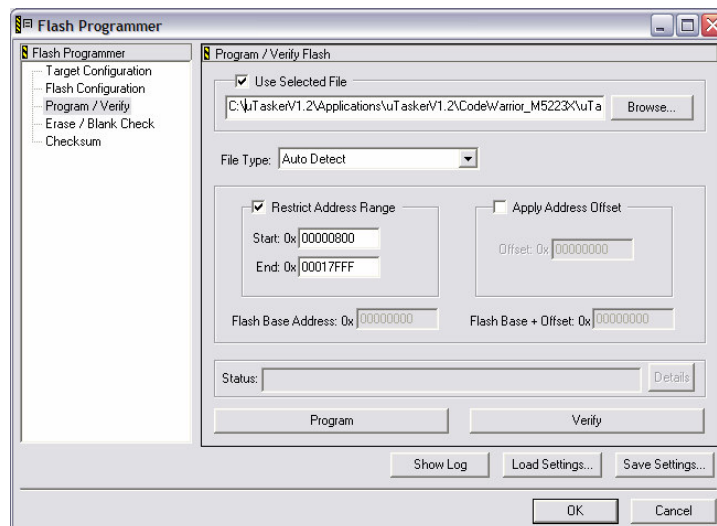 Flash Programmer
Flash Programmer
Target Configuration
Flash Configuration
Program / Verify
Erase / Blank Check
Checksum
Program / Verify Flash
Use Selected File
C:\uTaskerV1.2\Applications\uTaskerV1.2\CodeWarrior_M5223X\uTa
Browse...
File Type: Auto Detect
Restrict Address Range
Start: 0x 00000800
End: 0x 00017FFF
Apply Address Offset
Offset: 0x 00000000
Flash Base Address: 0x 00000000
Flash Base + Offset: 0x 00000000
Status:
Details
Program
Verify
Show Log
Load Settings...
Save Settings...
OK
Cancel